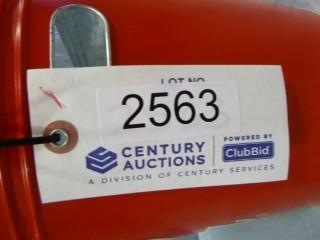 LOT NO
2563
CENTURY AUCTIONS
POWERED BY
ClubBid
A DIVISION OF CENTURY SERVICES